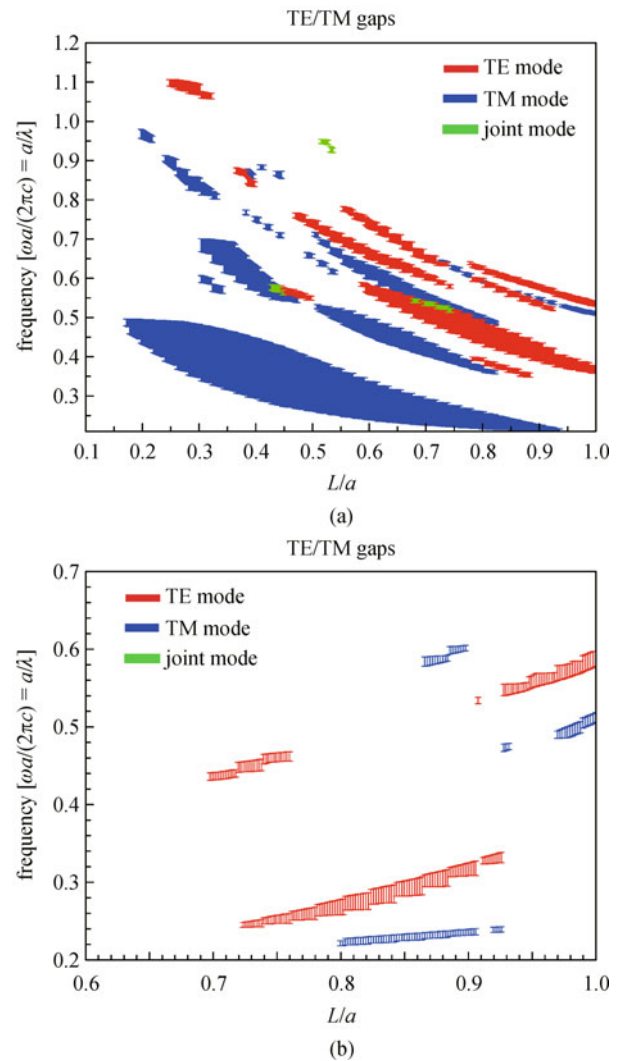 TE/TM gaps
1.2
1.1
1.0
0.9
0.8
0.7
0.6
0.5
0.4
0.3
frequency [ωa/(2πc) = a/λ]
TE mode
TM mode
joint mode
0.1 0.2 0.3 0.4 0.5 0.6 0.7 0.8 0.9 1.0
L/a
(a)
TE/TM gaps
0.7
0.6
0.5
0.4
0.3
0.2
frequency [ωa/(2πc) = a/λ]
TE mode
TM mode
joint mode
0.6 0.7 0.8 0.9 1.0
L/a
(b)